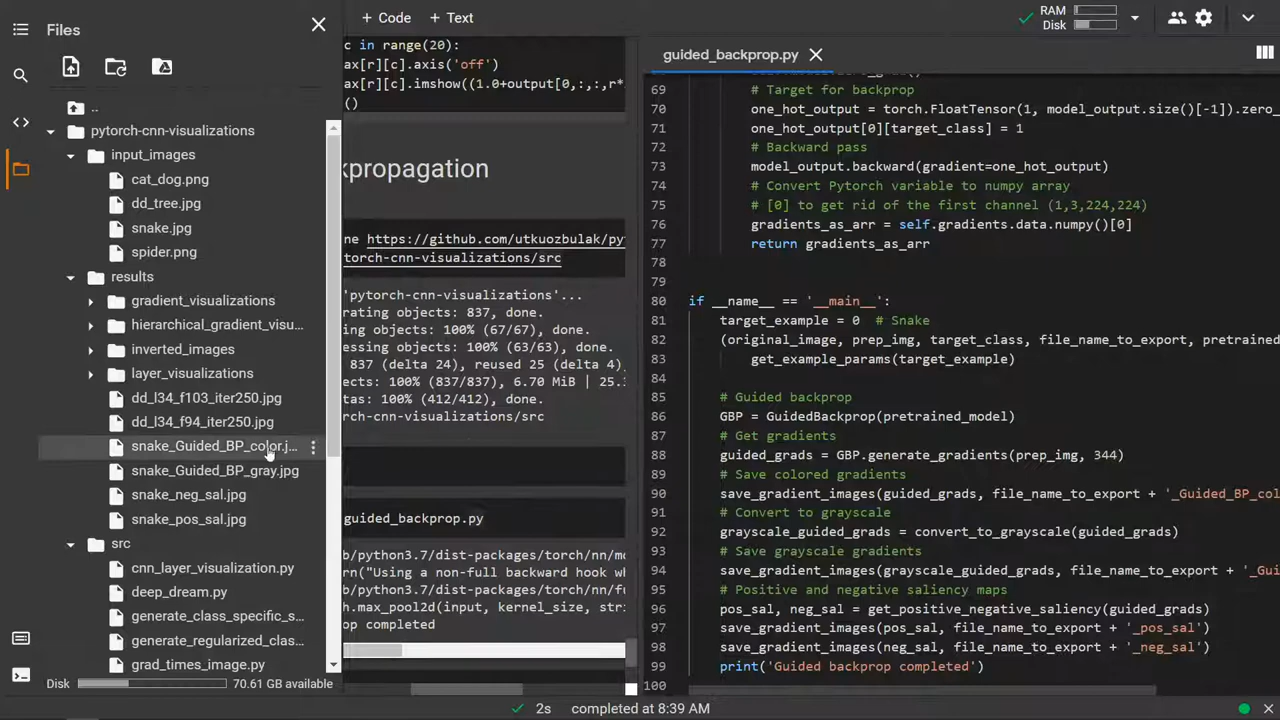 Files
..
pytorch-cnn-visualizations
input_images
cat_dog.png
dd_tree.jpg
snake.jpg
spider.png
results
gradient_visualizations
hierarchical_gradient_visu...
inverted_images
layer_visualizations
dd_l34_f103_iter250.jpg
dd_l34_f94_iter250.jpg
snake_Guided_BP_color.j...
snake_Guided_BP_gray.jpg
snake_neg_sal.jpg
snake_pos_sal.jpg
src
cnn_layer_visualization.py
deep_dream.py
generate_class_specific_s...
generate_regularized_clas...
grad_times_image.py
Disk 70.61 GB available
+ Code + Text
RAM
Disk
c in range(20):
ax[r][c].axis('off')
ax[r][c].imshow((1.0+output[0,:,:,r*
()
kpropagation
ne https://github.com/utkuozbulak/py
torch-cnn-visualizations/src
'pytorch-cnn-visualizations'...
rating objects: 837, done.
ing objects: 100% (67/67), done.
essing objects: 100% (63/63), done.
837 (delta 24), reused 25 (delta 4)
ects: 100% (837/837), 6.70 MiB | 25.
tas: 100% (412/412), done.
ch-cnn-visualizations/src
guided_backprop.py
b/python3.7/dist-packages/torch/nn/mo
rn("Using a non-full backward hook wh
b/python3.7/dist-packages/torch/nn/fu
h.max_pool2d(input, kernel_size, stri
op completed
guided_backprop.py
69 # Target for backprop
70 one_hot_output = torch.FloatTensor(1, model_output.size()[-1]).zero_
71 one_hot_output[0][target_class] = 1
72 # Backward pass
73 model_output.backward(gradient=one_hot_output)
74 # Convert Pytorch variable to numpy array
75 # [0] to get rid of the first channel (1,3,224,224)
76 gradients_as_arr = self.gradients.data.numpy()[0]
77 return gradients_as_arr
78
79
80 if __name__ == '__main__':
81 target_example = 0 # Snake
82 (original_image, prep_img, target_class, file_name_to_export, pretrained
83 get_example_params(target_example)
84
85 # Guided backprop
86 GBP = GuidedBackprop(pretrained_model)
87 # Get gradients
88 guided_grads = GBP.generate_gradients(prep_img, 344)
89 # Save colored gradients
90 save_gradient_images(guided_grads, file_name_to_export + '_Guided_BP_col
91 # Convert to grayscale
92 grayscale_guided_grads = convert_to_grayscale(guided_grads)
93 # Save grayscale gradients
94 save_gradient_images(grayscale_guided_grads, file_name_to_export + '_Gui
95 # Positive and negative saliency maps
96 pos_sal, neg_sal = get_positive_negative_saliency(guided_grads)
97 save_gradient_images(pos_sal, file_name_to_export + '_pos_sal')
98 save_gradient_images(neg_sal, file_name_to_export + '_neg_sal')
99 print('Guided backprop completed')
100
2s completed at 8:39 AM